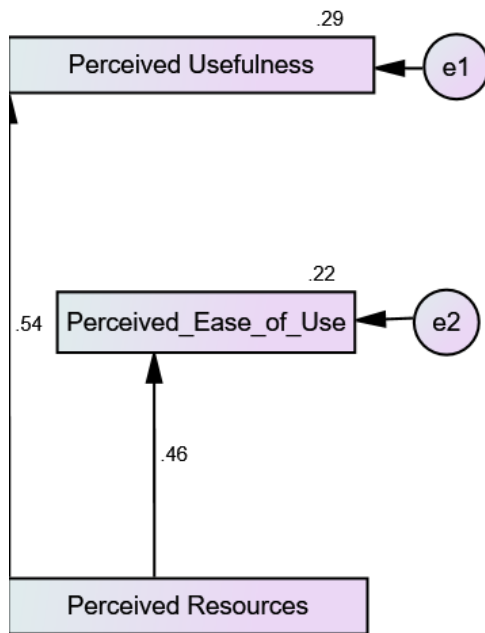 .29
Perceived Usefulness
e1
.22
Perceived_Ease_of_Use
e2
.54
.46
Perceived Resources